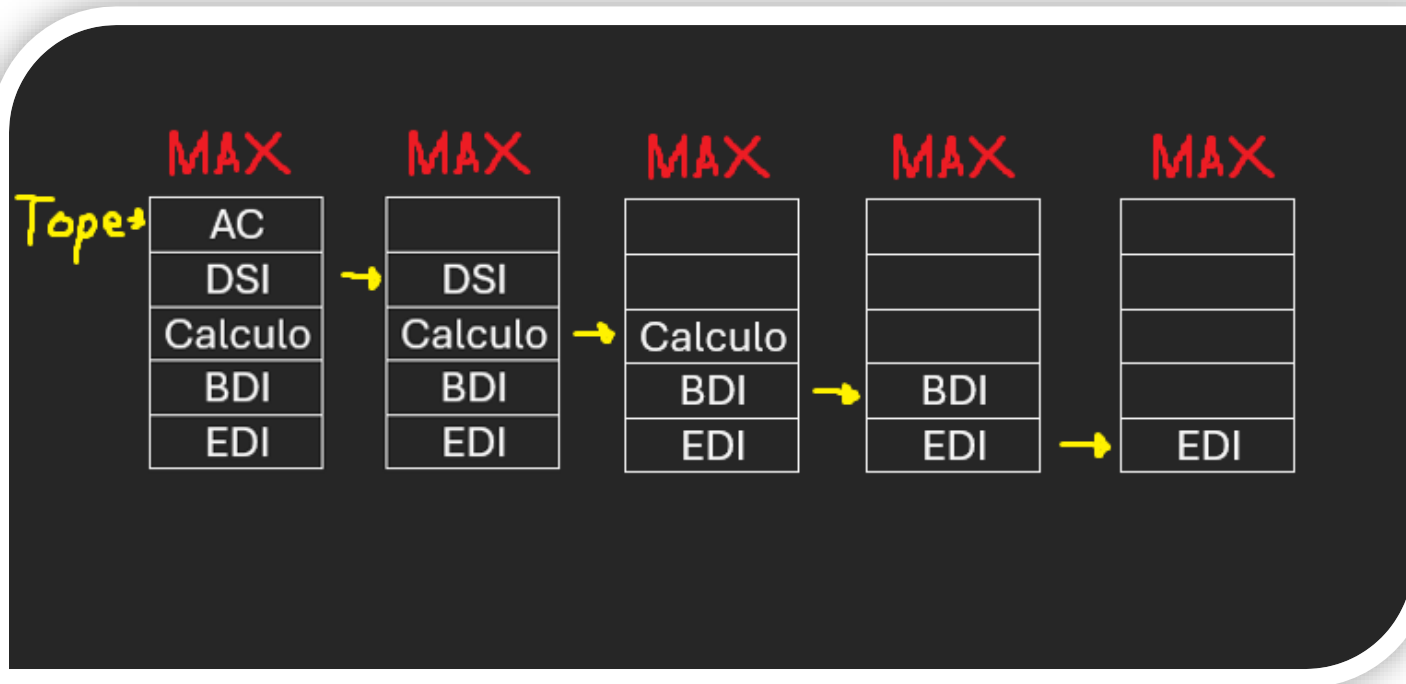 MAX MAX MAX MAX MAX
Tope AC
DSI DSI
Calculo Calculo Calculo
BDI BDI BDI BDI
EDI EDI EDI EDI EDI